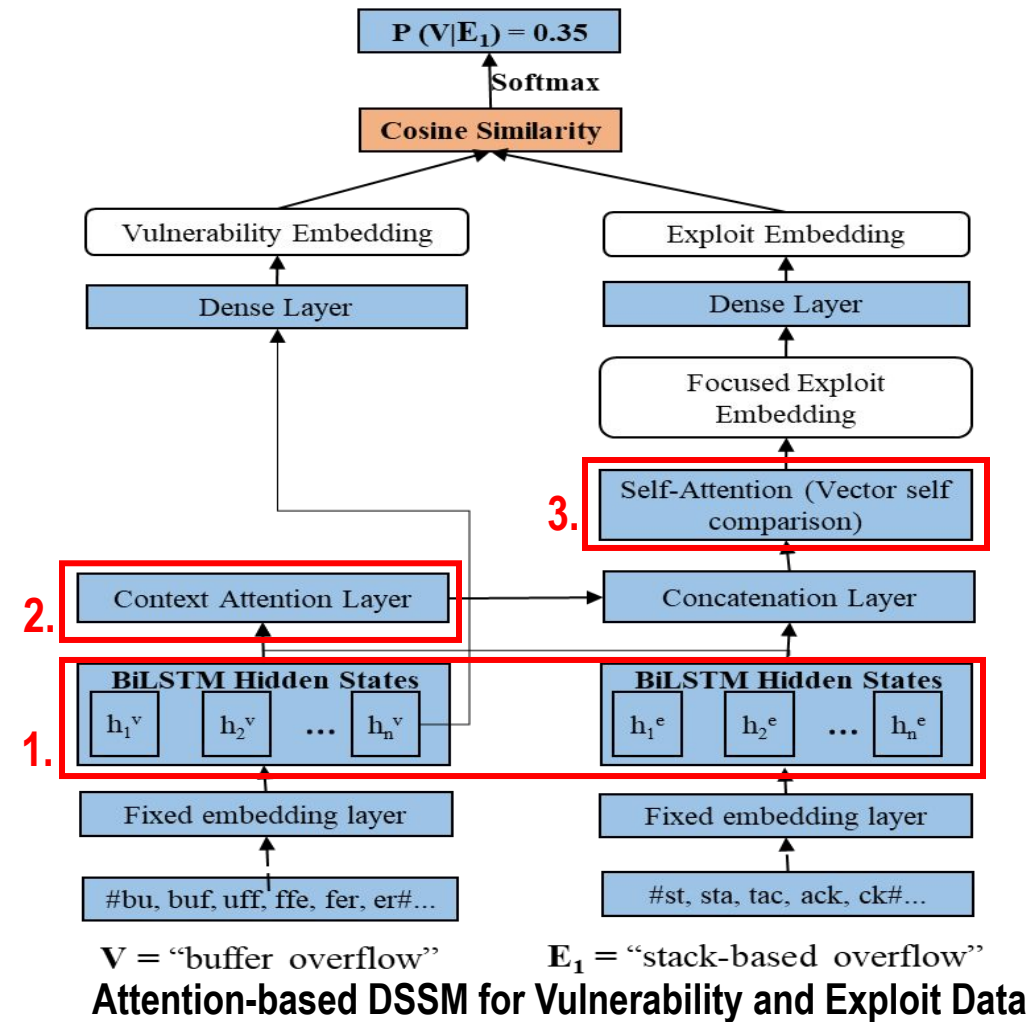 P (V|E₁) = 0.35
Softmax
Cosine Similarity
Vulnerability Embedding
Exploit Embedding
Dense Layer
Dense Layer
Focused Exploit
Embedding
3.
Self-Attention (Vector self
comparison)
2.
Context Attention Layer
Concatenation Layer
1.
BiLSTM Hidden States
h₁ᵛ h₂ᵛ ... hₙᵛ
BiLSTM Hidden States
h₁ᵉ h₂ᵉ ... hₙᵉ
Fixed embedding layer
Fixed embedding layer
#bu, buf, uff, ffe, fer, er#...
#st, sta, tac, ack, ck#...
V = “buffer overflow”
E₁ = “stack-based overflow”
Attention-based DSSM for Vulnerability and Exploit Data